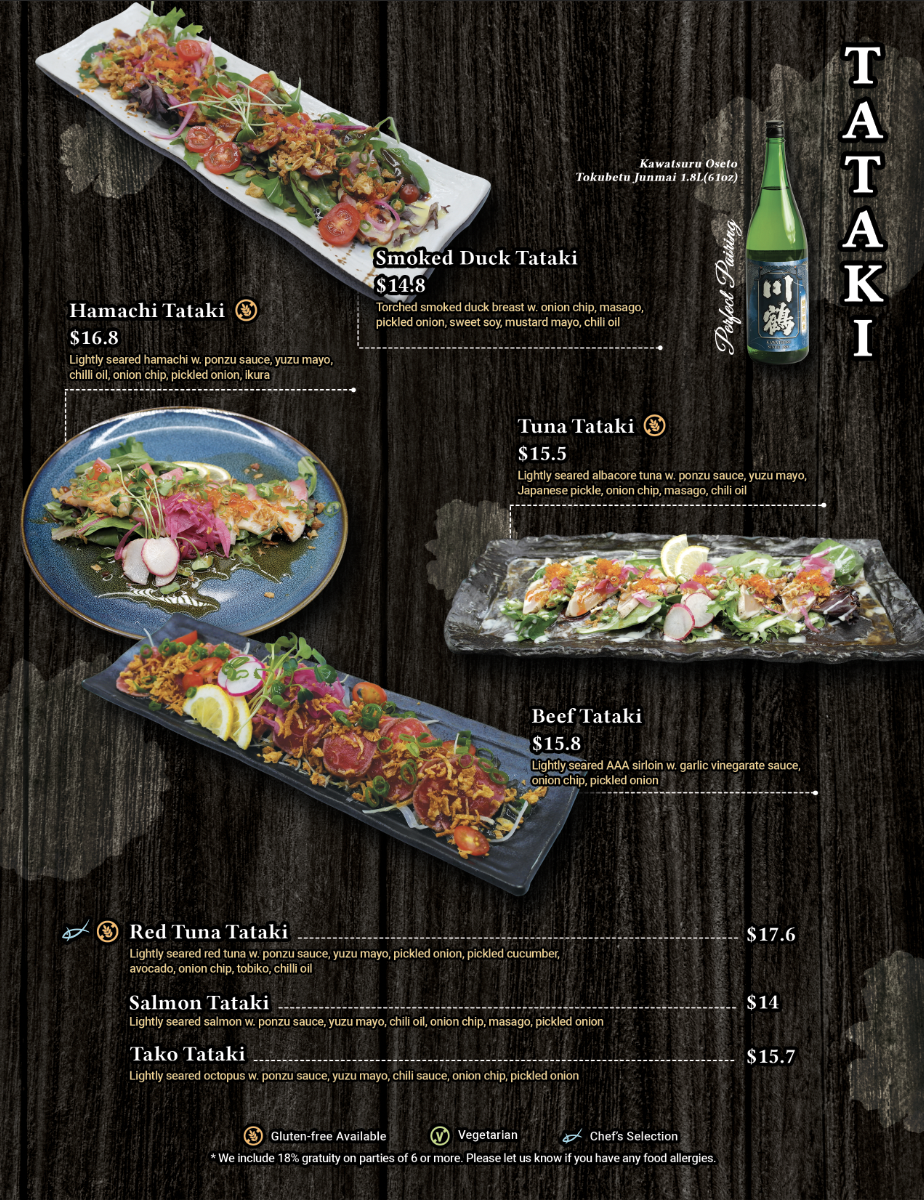 TATAKI
Kawatsuru Oseto
Tokubetu Junmai 1.8L(61oz)
Perfect Pairing
川鶴
Smoked Duck Tataki
$14.8
Torched smoked duck breast w. onion chip, masago,
pickled onion, sweet soy, mustard mayo, chili oil
Hamachi Tataki
$16.8
Lightly seared hamachi w. ponzu sauce, yuzu mayo,
chilli oil, onion chip, pickled onion, ikura
Tuna Tataki
$15.5
Lightly seared albacore tuna w. ponzu sauce, yuzu mayo,
Japanese pickle, onion chip, masago, chili oil
Beef Tataki
$15.8
Lightly seared AAA sirloin w. garlic vinegarate sauce,
onion chip, pickled onion
Red Tuna Tataki $17.6
Lightly seared red tuna w. ponzu sauce, yuzu mayo, pickled onion, pickled cucumber,
avocado, onion chip, tobiko, chilli oil
Salmon Tataki $14
Lightly seared salmon w. ponzu sauce, yuzu mayo, chili oil, onion chip, masago, pickled onion
Tako Tataki $15.7
Lightly seared octopus w. ponzu sauce, yuzu mayo, chili sauce, onion chip, pickled onion
Gluten-free Available V Vegetarian Chef's Selection
* We include 18% gratuity on parties of 6 or more. Please let us know if you have any food allergies.